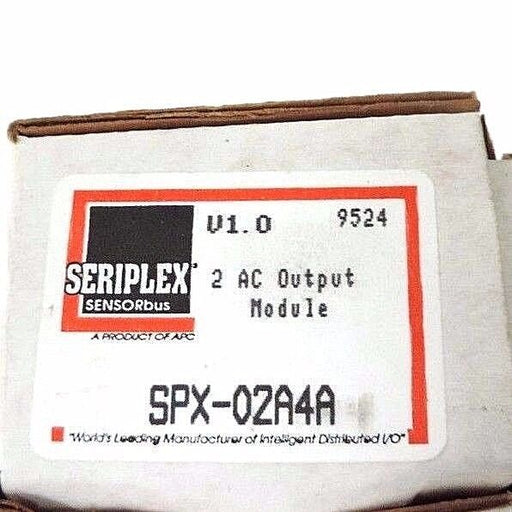 V1.0 9524
SERIPLEX
SENSORbus
2 AC Output
Module
A PRODUCT OF APC
SPX-02A4A
"World's Leading Manufacturer of Intelligent Distributed I/O"